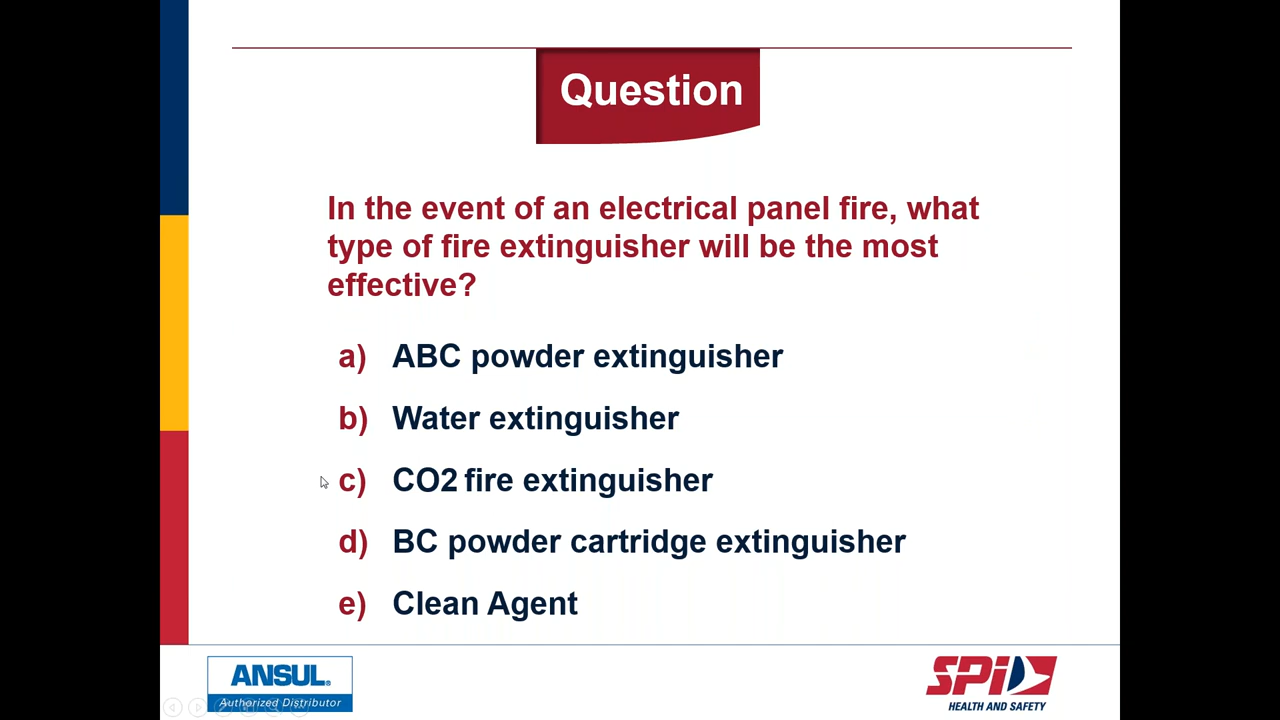 Question
In the event of an electrical panel fire, what
type of fire extinguisher will be the most
effective?
a) ABC powder extinguisher
b) Water extinguisher
c) CO2 fire extinguisher
d) BC powder cartridge extinguisher
e) Clean Agent
ANSUL®
Authorized Distributor
SPi
HEALTH AND SAFETY